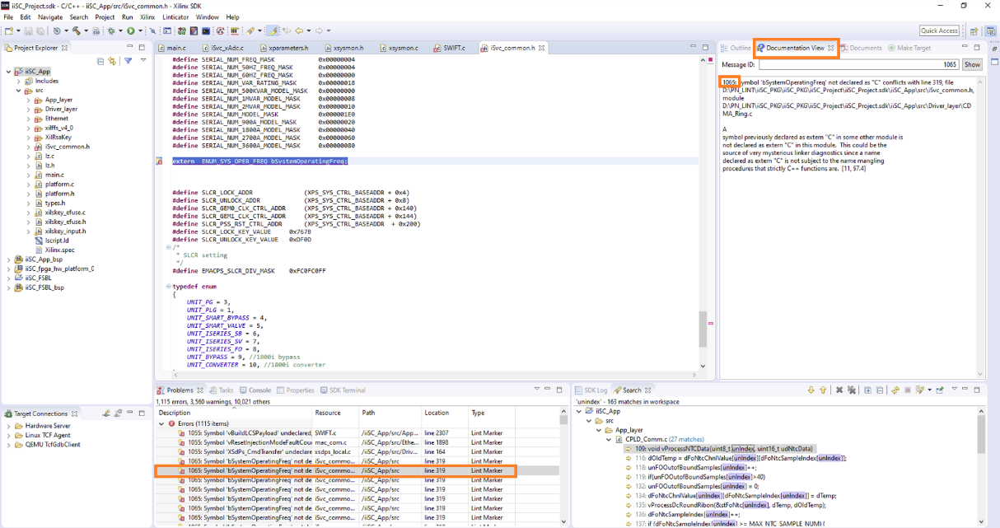 iiSC_Project.sdk - C/C++ - iiSC_App/src/iSvc_common.h - Xilinx SDK
File Edit Navigate Search Project Run Xilinx Linticator Window Help
Quick Access
Project Explorer
iiSC_App
Includes
src
App_layer
Driver_layer
Ethernet
xilffs_v4_0
XilRsaKey
iSvc_common.h
lz.c
lz.h
main.c
platform.c
platform.h
types.h
xilskey_efuse.c
xilskey_efuse.h
xilskey_input.h
lscript.ld
Xilinx.spec
iiSC_App_bsp
iiSC_fpga_hw_platform_0
iiSC_FSBL
iiSC_FSBL_bsp
Target Connections
Hardware Server
Linux TCF Agent
QEMU TcfGdbClient
main.c iSvc_xAdc.c xparameters.h xsysmon.h xsysmon.c SWIFT.c iSvc_common.h
#define SERIAL_NUM_FREQ_MASK 0x00000004
#define SERIAL_NUM_50HZ_FREQ_MASK 0x00000004
#define SERIAL_NUM_60HZ_FREQ_MASK 0x00000000
#define SERIAL_NUM_VAR_RATING_MASK 0x00000018
#define SERIAL_NUM_500KVAR_MODEL_MASK 0x00000000
#define SERIAL_NUM_1MVAR_MODEL_MASK 0x00000008
#define SERIAL_NUM_2MVAR_MODEL_MASK 0x00000010
#define SERIAL_NUM_MODEL_MASK 0x000001E0
#define SERIAL_NUM_900A_MODEL_MASK 0x00000020
#define SERIAL_NUM_1800A_MODEL_MASK 0x00000040
#define SERIAL_NUM_2700A_MODEL_MASK 0x00000060
#define SERIAL_NUM_3600A_MODEL_MASK 0x00000080
extern ENUM_SYS_OPER_FREQ bSystemOperatingFreq;
#define SLCR_LOCK_ADDR (XPS_SYS_CTRL_BASEADDR + 0x4)
#define SLCR_UNLOCK_ADDR (XPS_SYS_CTRL_BASEADDR + 0x8)
#define SLCR_GEM0_CLK_CTRL_ADDR (XPS_SYS_CTRL_BASEADDR + 0x140)
#define SLCR_GEM1_CLK_CTRL_ADDR (XPS_SYS_CTRL_BASEADDR + 0x144)
#define SLCR_PSS_RST_CTRL_ADDR (XPS_SYS_CTRL_BASEADDR + 0x200)
#define SLCR_LOCK_KEY_VALUE 0x767B
#define SLCR_UNLOCK_KEY_VALUE 0xDF0D
/*
* SLCR setting
*/
#define EMACPS_SLCR_DIV_MASK 0xFC0FC0FF
typedef enum
{
UNIT_PG = 3,
UNIT_PLG = 1,
UNIT_SMART_BYPASS = 4,
UNIT_SMART_VALVE = 5,
UNIT_ISERIES_SB = 6,
UNIT_ISERIES_SV = 7,
UNIT_ISERIES_FO = 8,
UNIT_BYPASS = 9, //1800i bypass
UNIT_CONVERTER = 10, //1800i converter
Outline Documentation View Documents Make Target
Message ID: 1065 Show
1065: Symbol 'bSystemOperatingFreq' not declared as "C" conflicts with line 319, file
D:\PN_LINT\iiSC_PKG\iiSC_PKG\iiSC_Project\iiSC_Project.sdk\iiSC_App\src\iSvc_common.h,
module
D:\PN_LINT\iiSC_PKG\iiSC_PKG\iiSC_Project\iiSC_Project.sdk\iiSC_App\src\Driver_layer\CD
MA_Ring.c
A
symbol previously declared as extern "C" in some other module is
not declared as extern "C" in this module. This could be the
source of very mysterious linker diagnostics since a name
declared as extern "C" is not subject to the name mangling
procedures that strictly C++ functions are. [11, §7.4]
Problems Tasks Console Properties SDK Terminal
1,115 errors, 3,560 warnings, 10,021 others
Description Resource Path Location Type
Errors (1115 items)
1055: Symbol 'vBuildLCSPayload' undeclared, SWIFT.c /iiSC_App/src/App... line 2307 Lint Marker
1055: Symbol 'vResetInjectionModeFaultCou mac_com.c /iiSC_App/src/Ethe... line 1898 Lint Marker
1055: Symbol 'XSdPs_CmdTransfer' undeclare xsdps_local.c /iiSC_App/src/Driv... line 164 Lint Marker
1065: Symbol 'bSystemOperatingFreq' not de iSvc_commo... /iiSC_App/src line 319 Lint Marker
1065: Symbol 'bSystemOperatingFreq' not de iSvc_commo... /iiSC_App/src line 319 Lint Marker
1065: Symbol 'bSystemOperatingFreq' not de iSvc_commo... /iiSC_App/src line 319 Lint Marker
1065: Symbol 'bSystemOperatingFreq' not de iSvc_commo... /iiSC_App/src line 319 Lint Marker
1065: Symbol 'bSystemOperatingFreq' not de iSvc_commo... /iiSC_App/src line 319 Lint Marker
1065: Symbol 'bSystemOperatingFreq' not de iSvc_commo... /iiSC_App/src line 319 Lint Marker
1065: Symbol 'bSystemOperatingFreq' not de iSvc_commo... /iiSC_App/src line 319 Lint Marker
SDK Log Search
'unIndex' - 163 matches in workspace
iiSC_App
src
App_layer
CPLD_Comm.c (27 matches)
109: void vProcessNTCData(uint8_t unIndex, uint16_t udNtcData)
116: dOldTemp = dFoNtcChnlValue[unIndex][dFoNtcSampleIndex[unIndex]];
118: unFOOutofBoundSamples[unIndex]++;
119: if(unFOOutofBoundSamples[unIndex]>40)
132: unFOOutofBoundSamples[unIndex] = 0;
134: dFoNtcChnlValue[unIndex][dFoNtcSampleIndex[unIndex]] = dTemp;
135: vProcessDcRoundRibon(&stFoNtc[unIndex], dTemp, dOldTemp);
136: dFoNtcSampleIndex[unIndex]++;
137: if (dFoNtcSampleIndex[unIndex] >= MAX_NTC_SAMPLE_NUM) {